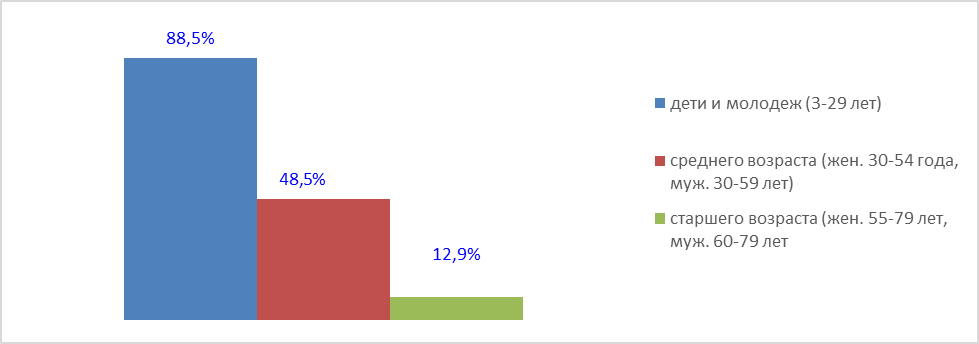 88,5%
48,5%
12,9%
дети и молодеж (3-29 лет)
среднего возраста (жен. 30-54 года,
муж. 30-59 лет)
старшего возраста (жен. 55-79 лет,
муж. 60-79 лет